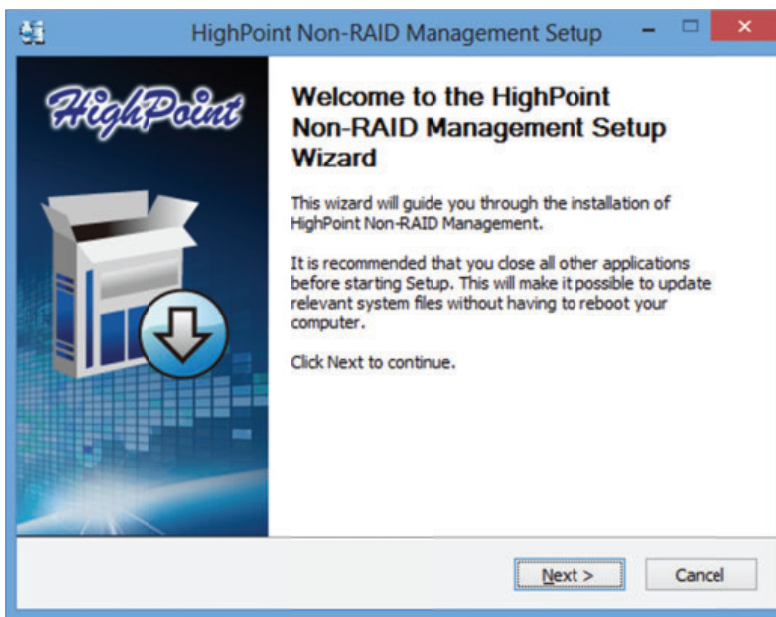 HighPoint Non-RAID Management Setup
HighPoint
Welcome to the HighPoint
Non-RAID Management Setup
Wizard
This wizard will guide you through the installation of
HighPoint Non-RAID Management.
It is recommended that you close all other applications
before starting Setup. This will make it possible to update
relevant system files without having to reboot your
computer.
Click Next to continue.
Next >
Cancel